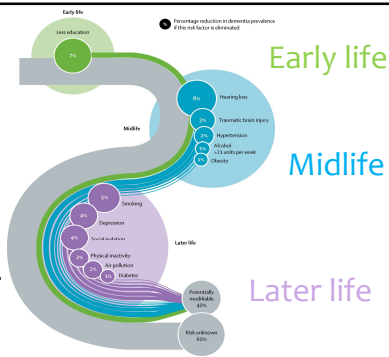 Early life
% Percentage reduction in dementia prevalence
if this risk factor is eliminated
Less education
7%
Early life
8% Hearing loss
3% Traumatic brain injury
Midlife
2% Hypertension
1% Alcohol
>21 units per week
1% Obesity
Midlife
5% Smoking
4% Depression
4% Social isolation
Later life
2% Physical inactivity
2% Air pollution
1% Diabetes
Later life
Potentially
modifiable
40%
Risk unknown
60%